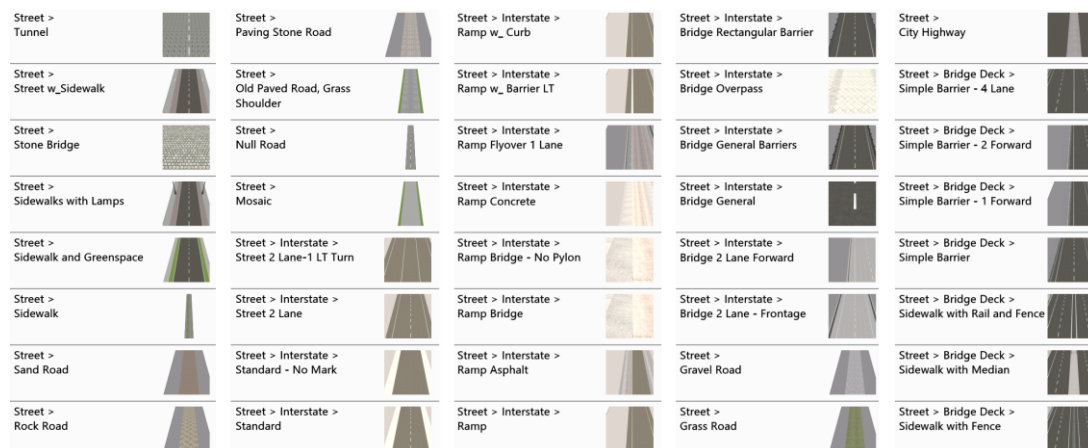 Street >
Tunnel
Street >
Street w_Sidewalk
Street >
Stone Bridge
Street >
Sidewalks with Lamps
Street >
Sidewalk and Greenspace
Street >
Sidewalk
Street >
Sand Road
Street >
Rock Road
Street >
Paving Stone Road
Street >
Old Paved Road, Grass
Shoulder
Street >
Null Road
Street >
Mosaic
Street > Interstate >
Street 2 Lane-1 LT Turn
Street > Interstate >
Street 2 Lane
Street > Interstate >
Standard - No Mark
Street > Interstate >
Standard
Street > Interstate >
Ramp w_ Curb
Street > Interstate >
Ramp w_ Barrier LT
Street > Interstate >
Ramp Flyover 1 Lane
Street > Interstate >
Ramp Concrete
Street > Interstate >
Ramp Bridge - No Pylon
Street > Interstate >
Ramp Bridge
Street > Interstate >
Ramp Asphalt
Street > Interstate >
Ramp
Street > Interstate >
Bridge Rectangular Barrier
Street > Interstate >
Bridge Overpass
Street > Interstate >
Bridge General Barriers
Street > Interstate >
Bridge General
Street > Interstate >
Bridge 2 Lane Forward
Street > Interstate >
Bridge 2 Lane - Frontage
Street >
Gravel Road
Street >
Grass Road
Street >
City Highway
Street > Bridge Deck >
Simple Barrier - 4 Lane
Street > Bridge Deck >
Simple Barrier - 2 Forward
Street > Bridge Deck >
Simple Barrier - 1 Forward
Street > Bridge Deck >
Simple Barrier
Street > Bridge Deck >
Sidewalk with Rail and Fence
Street > Bridge Deck >
Sidewalk with Median
Street > Bridge Deck >
Sidewalk with Fence